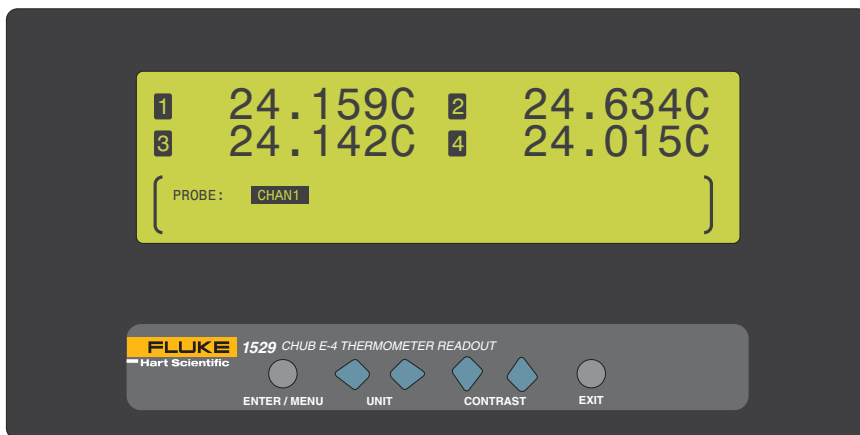 1 24.159C 2 24.634C
3 24.142C 4 24.015C
PROBE: CHAN1
FLUKE
Hart Scientific
1529 CHUB E-4 THERMOMETER READOUT
ENTER / MENU UNIT CONTRAST EXIT